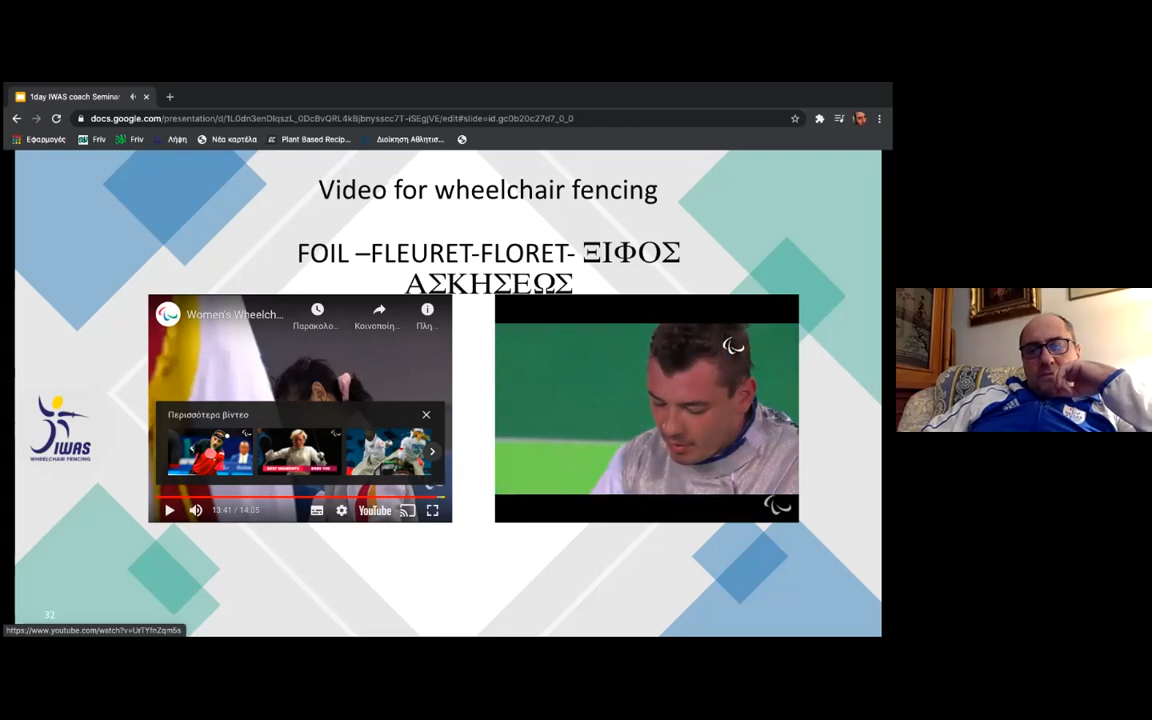 1day IWAS coach Seminar
docs.google.com/presentation/d/1L0dn3enDIqszL_0DcBvQRL4kBjbnysscc7T-iSEgjVE/edit#slide=id.gc0b20c27d7_0_0
Εφαρμογές Friv Friv Λήψη Νέα καρτέλα Plant Based Recip... Διοίκηση Αθλητισ...
Video for wheelchair fencing
FOIL –FLEURET-FLORET- ΞΙΦΟΣ
ΑΣΚΗΣΕΩΣ
Women's Wheelch...
Παρακολο... Κοινοποίη... Πλη...
Περισσότερα βίντεο
13:41 / 14:05 YouTube
IWAS
WHEELCHAIR FENCING
32
https://www.youtube.com/watch?v=UrTYfnZqm5s